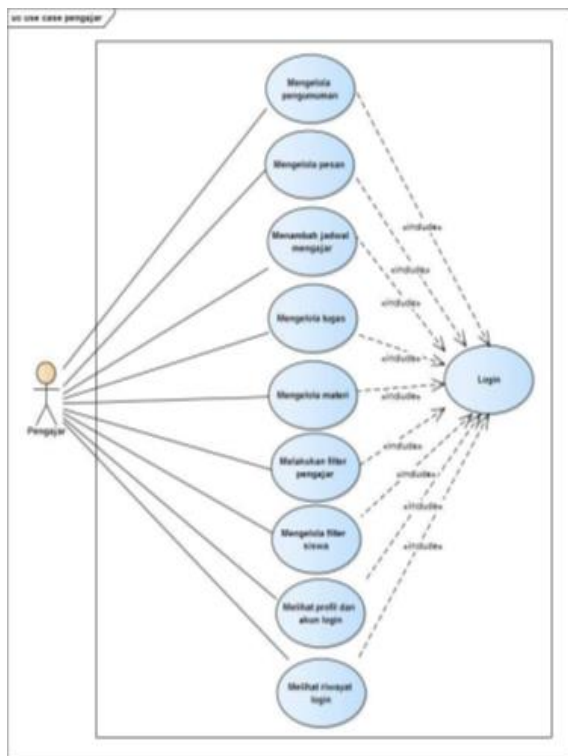 uc use case pengajar
Mengelola
pengumuman
Mengelola pesan
Menambah jadwal
mengajar
Mengelola tugas
Mengelola materi
Melakukan filter
pengajar
Mengelola filter
siswa
Melihat profil dan
akun login
Melihat riwayat
login
Pengajar
Login
«include»
«include»
«include»
«include»
«include»
«include»
«include»
«include»
«include»